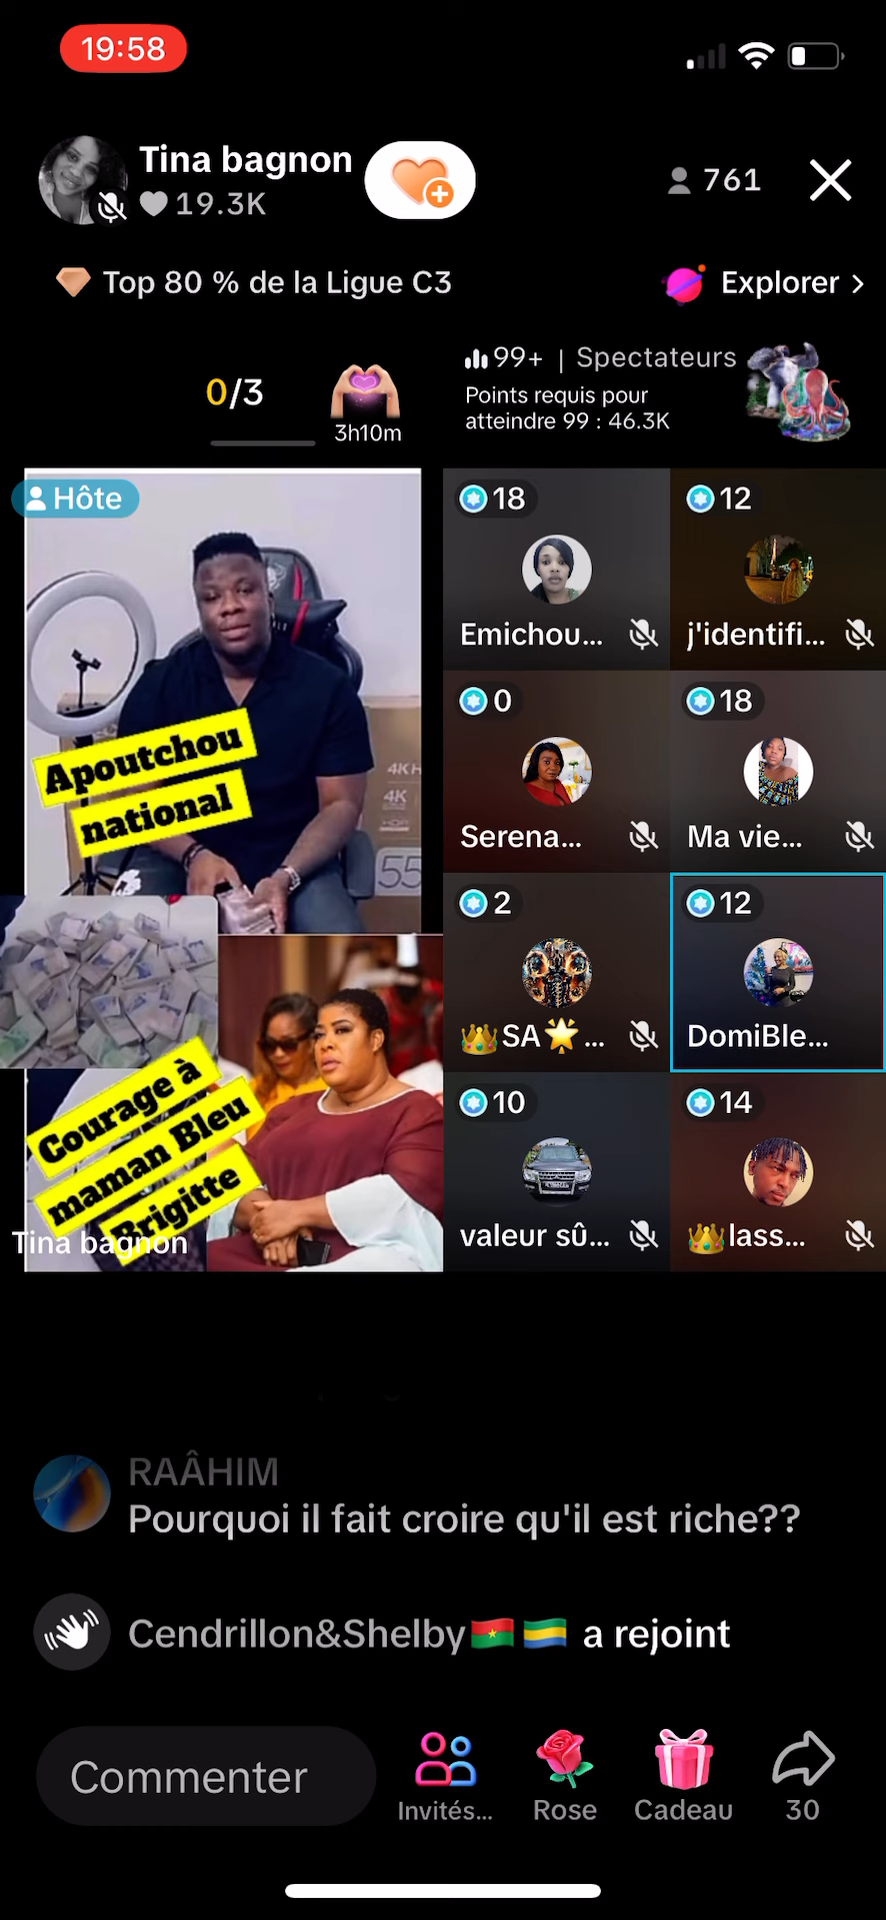 19:58
Tina bagnon
19.3K
761
Top 80 % de la Ligue C3
Explorer >
0/3
3h10m
99+ | Spectateurs
Points requis pour
atteindre 99 : 46.3K
Hôte
Apoutchou
national
4K
55
Courage à
maman Bleu
Brigitte
Tina bagnon
18
Emichou...
12
j'identifi...
0
Serena...
18
Ma vie...
2
👑SA🌟...
12
DomiBle...
10
valeur sû...
14
👑lass...
RAÂHIM
Pourquoi il fait croire qu'il est riche??
Cendrillon&Shelby🇧🇫🇬🇦 a rejoint
Commenter
Invités...
Rose
Cadeau
30